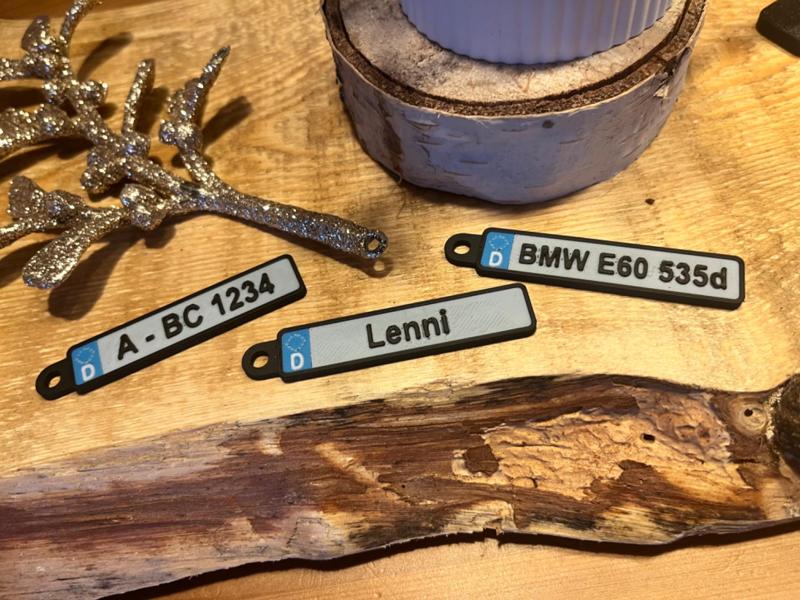 D BMW E60 535d
D A - BC 1234
D Lenni